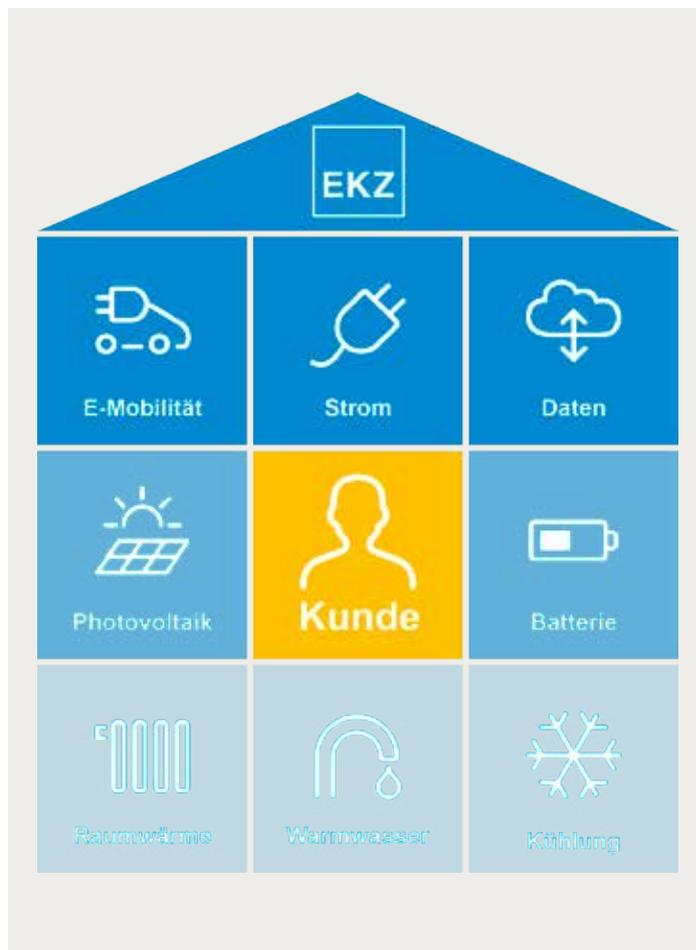 EKZ
E-Mobilität
Strom
Daten
Photovoltaik
Kunde
Batterie
Raumwärme
Warmwasser
Kühlung